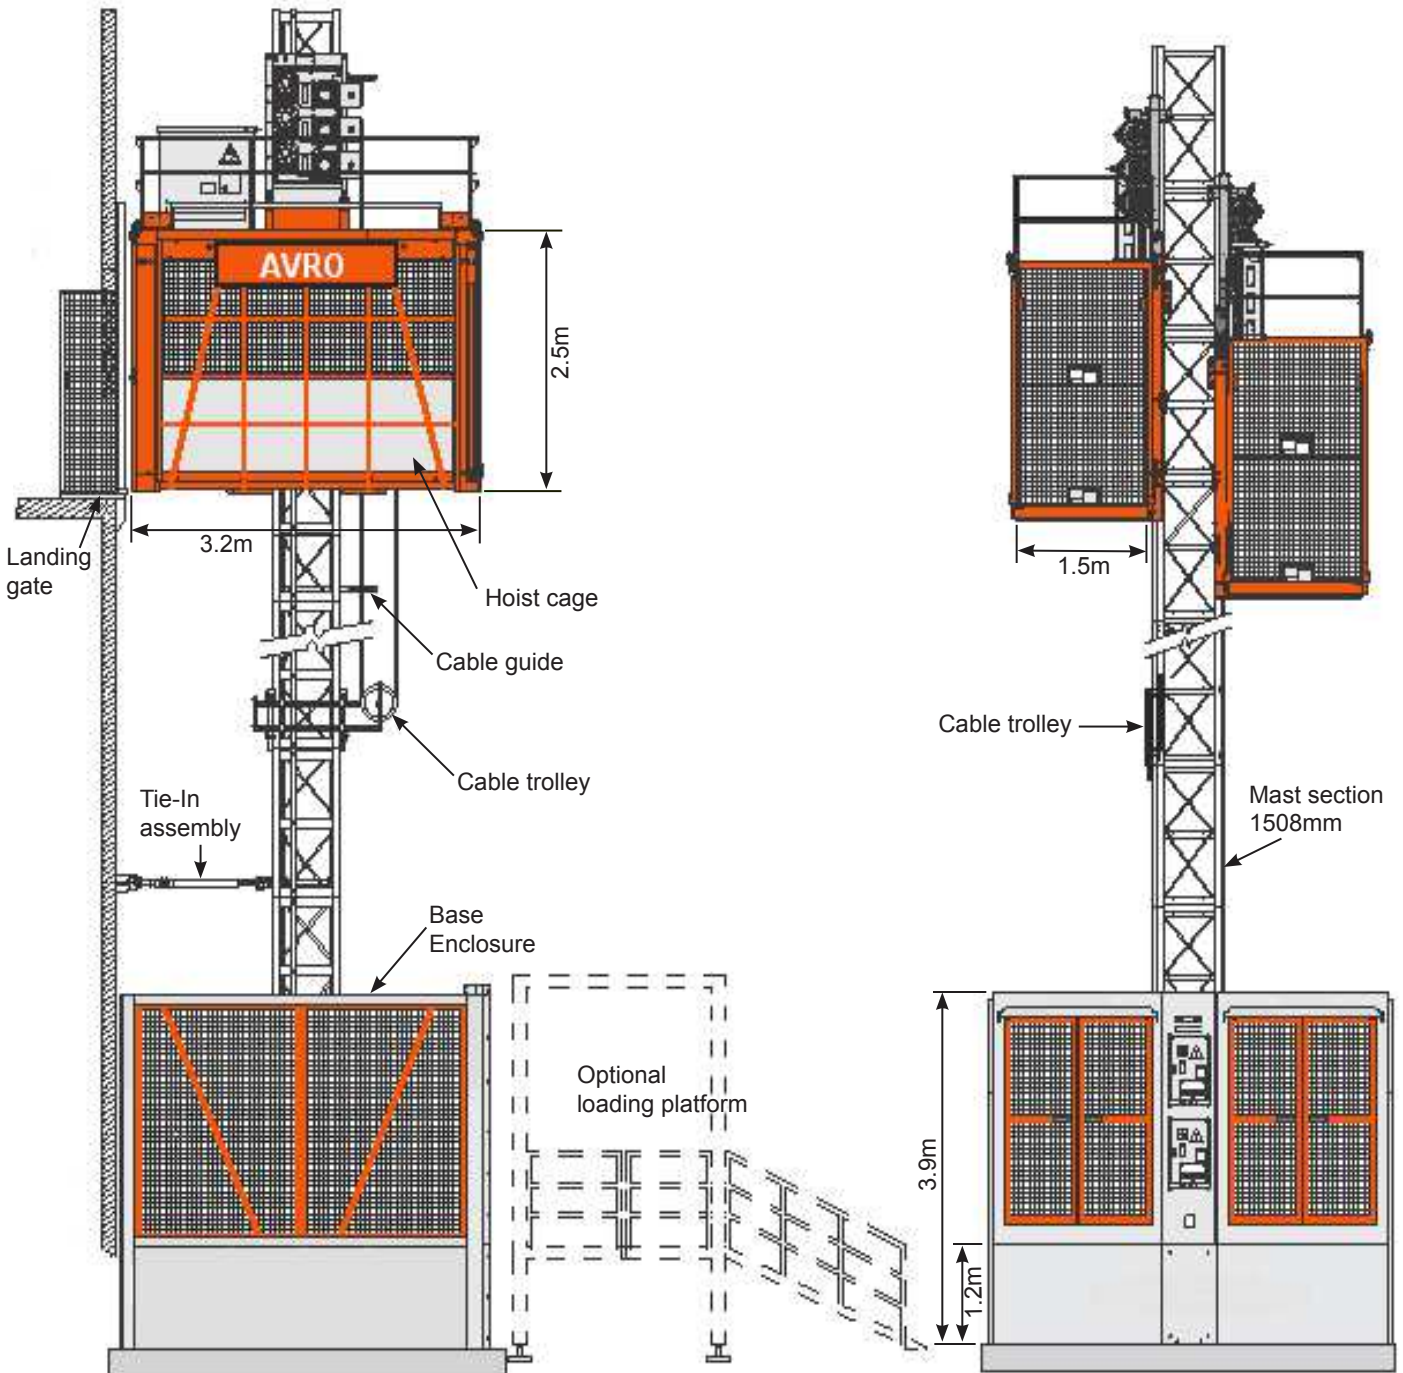 AVRO
2.5m
3.2m
Landing
gate
Hoist cage
Cable guide
Cable trolley
Tie-In
assembly
Base
Enclosure
Optional
loading platform
1.5m
Cable trolley
Mast section
1508mm
3.9m
1.2m